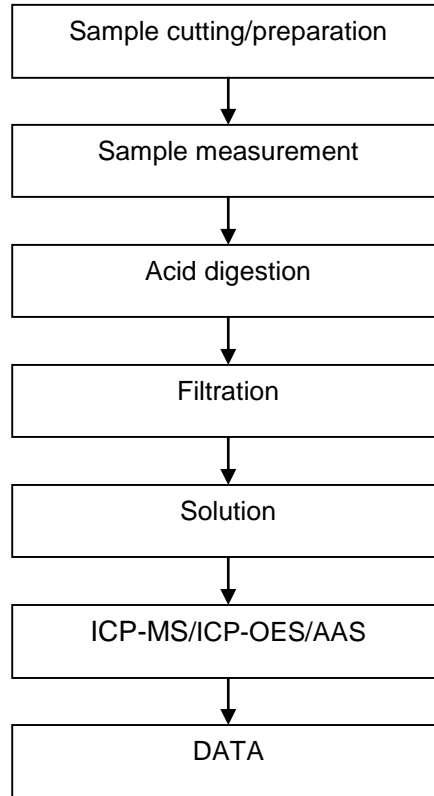 Sample cutting/preparation
Sample measurement
Acid digestion
Filtration
Solution
ICP-MS/ICP-OES/AAS
DATA